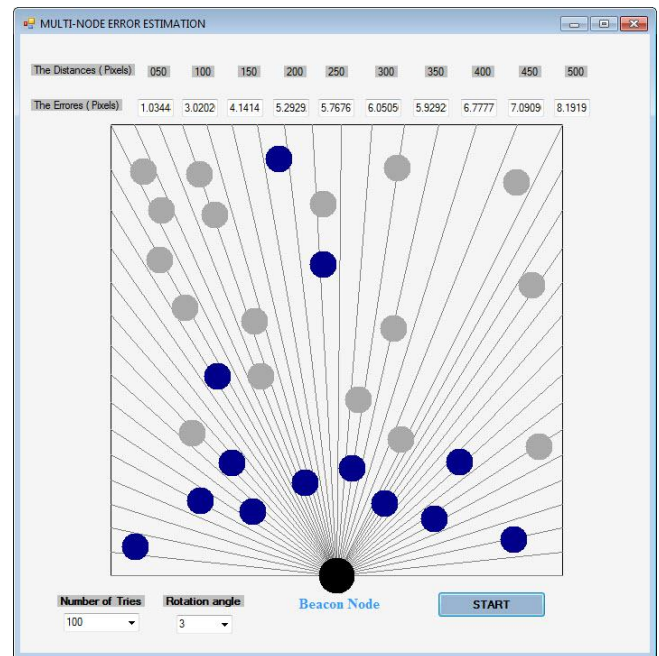 MULTI-NODE ERROR ESTIMATION
The Distances ( Pixels) 050 100 150 200 250 300 350 400 450 500
The Errores ( Pixels) 1.0344 3.0202 4.1414 5.2929 5.7676 6.0505 5.9292 6.7777 7.0909 8.1919
Number of Tries Rotation angle Beacon Node START
100 3